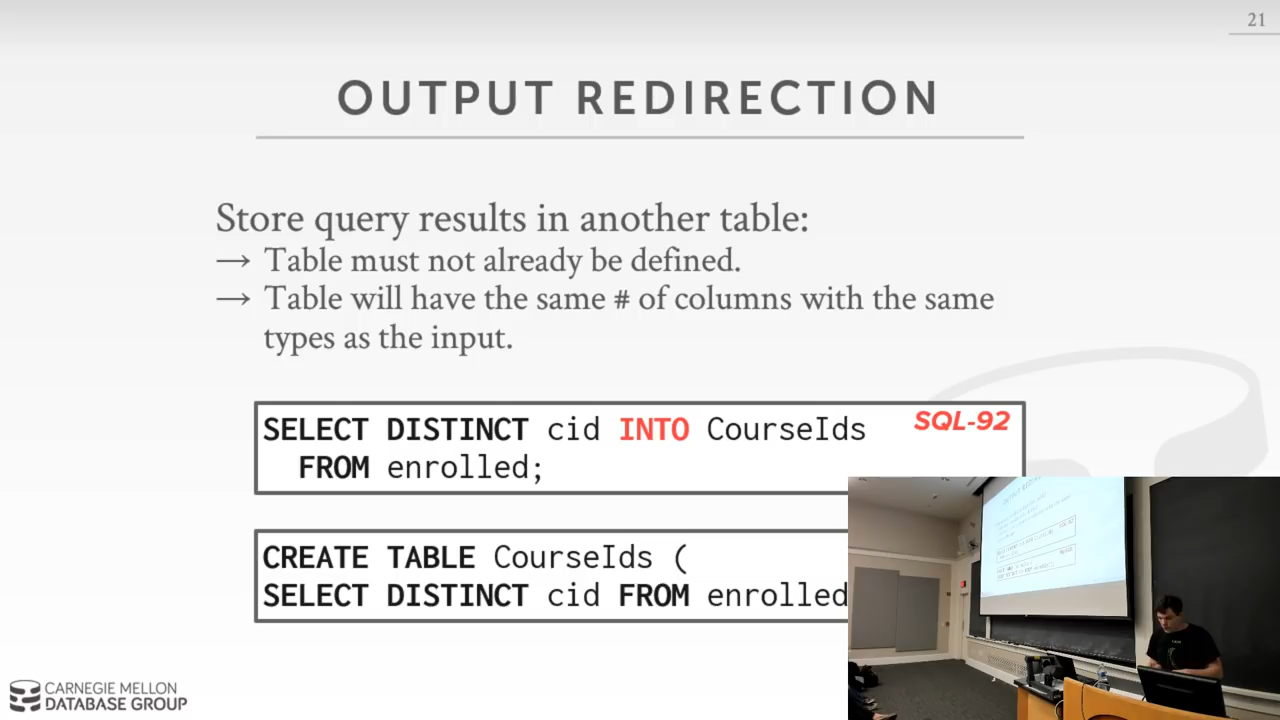 21
OUTPUT REDIRECTION
Store query results in another table:
→ Table must not already be defined.
→ Table will have the same # of columns with the same
types as the input.
SELECT DISTINCT cid INTO CourseIds
SQL-92
FROM enrolled;
CREATE TABLE CourseIds (
SELECT DISTINCT cid FROM enrolled
CARNEGIE MELLON
DATABASE GROUP